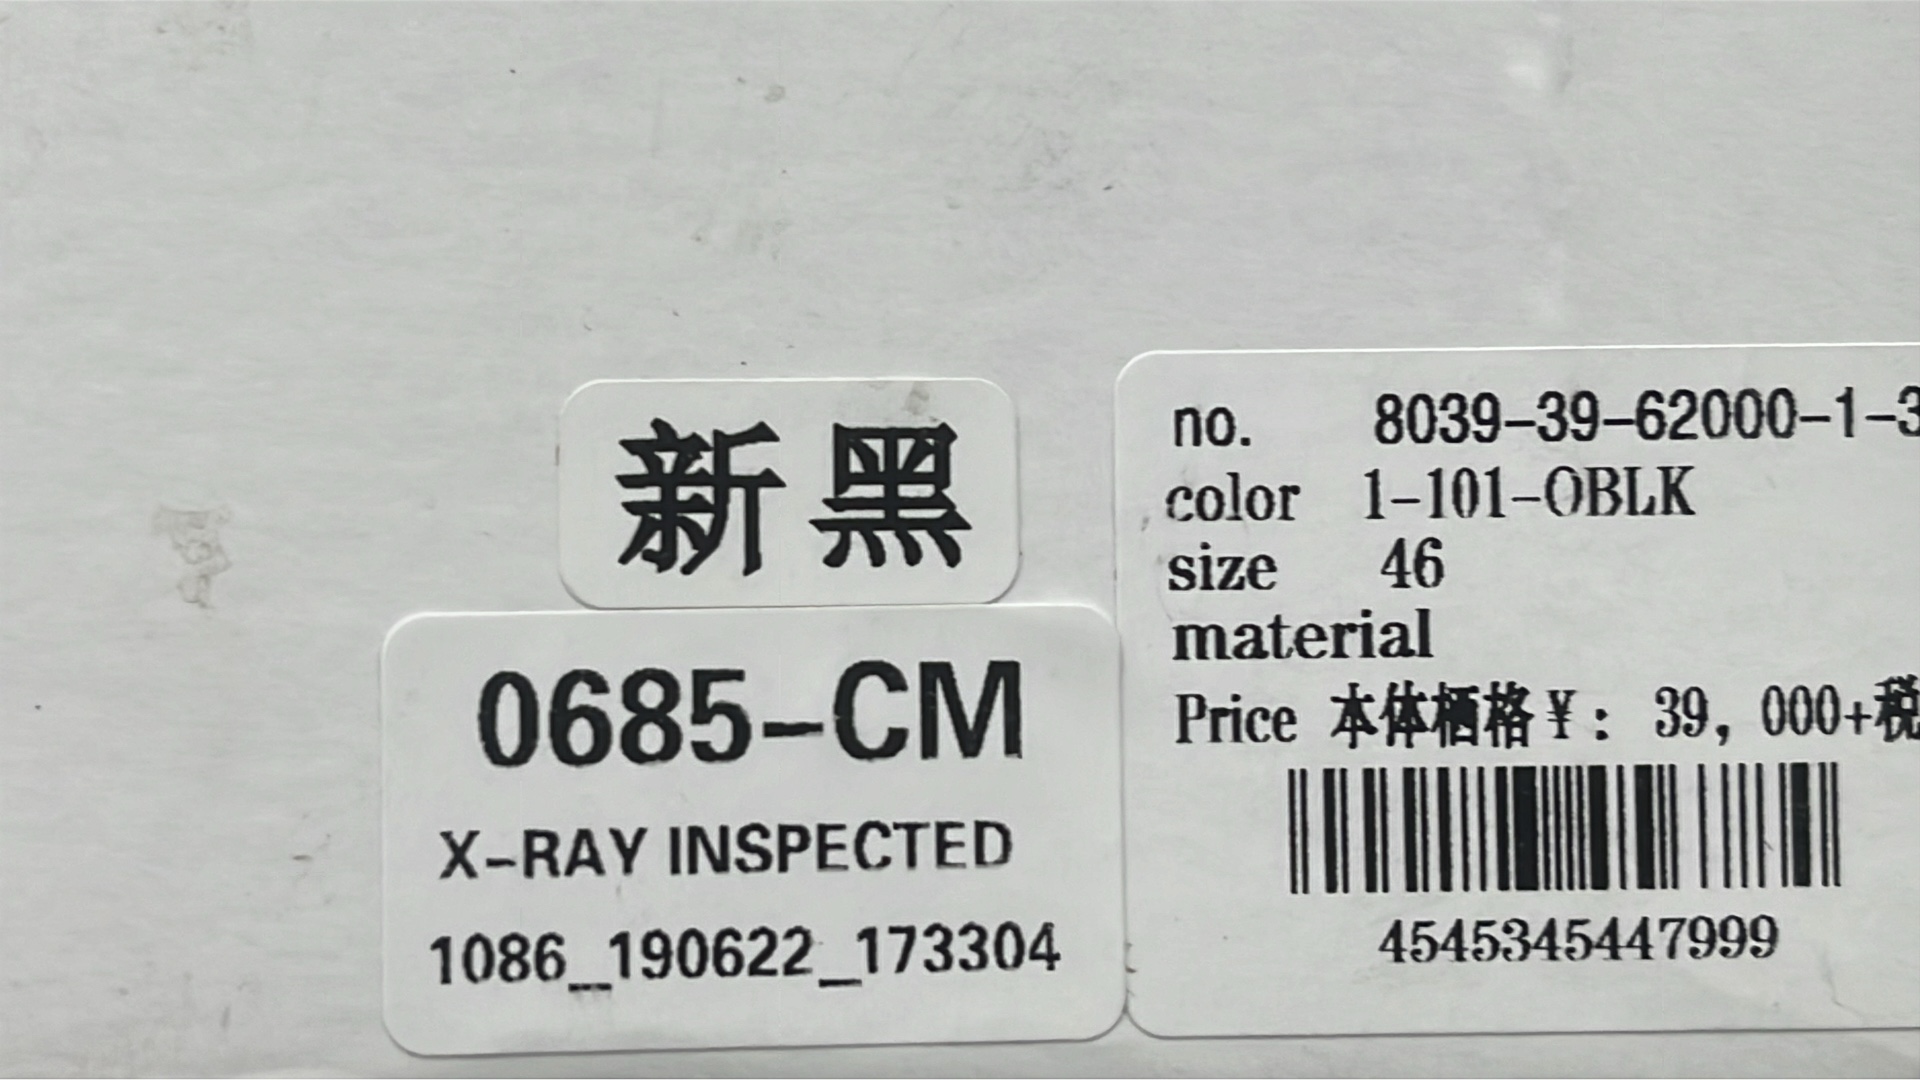 新黑
0685-CM
X-RAY INSPECTED
1086_190622_173304
no. 8039-39-62000-1-3
color 1-101-OBLK
size 46
material
Price 本体栖格¥: 39, 000+税
4545345447999